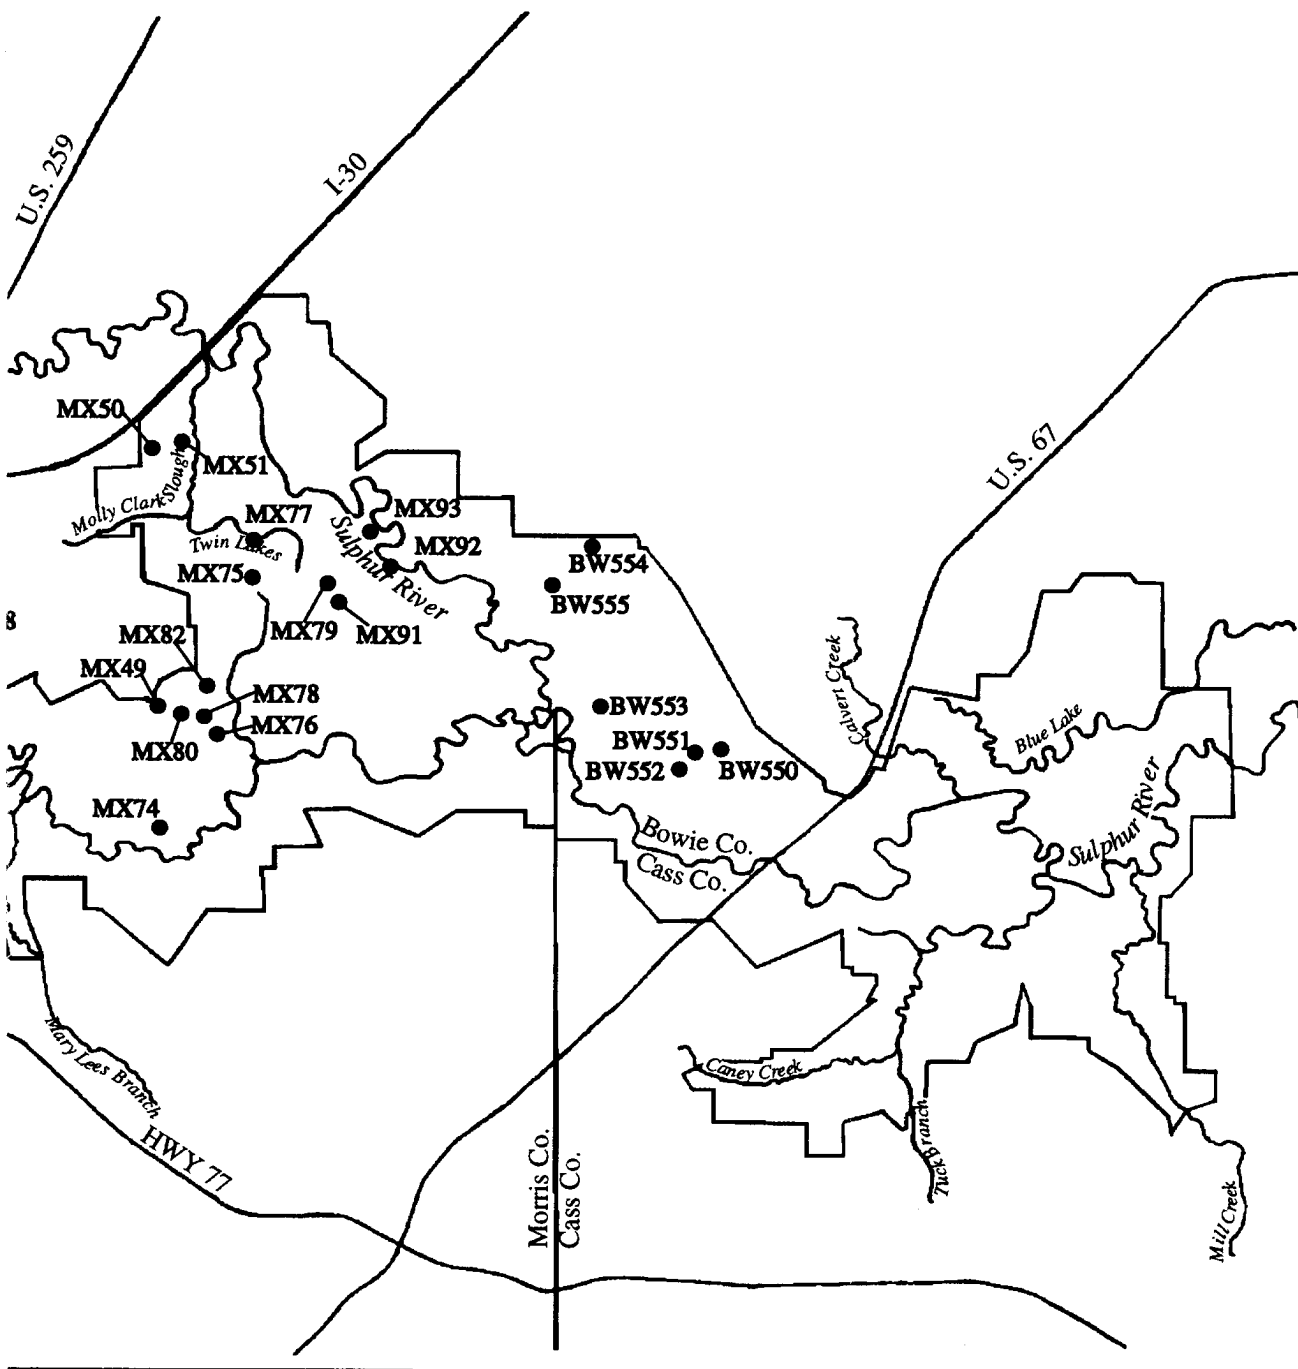 U.S. 259
I-30
U.S. 67
MX50
MX51
Molly Clark Slough
MX77
Twin Lakes
MX93
MX92
Sulphur River
BW554
BW555
MX75
MX79
MX91
8
MX82
MX49
MX78
MX76
MX80
MX74
BW553
BW551
BW550
BW552
Calvert Creek
Blue Lake
Sulphur River
Bowie Co.
Cass Co.
Mary Lees Branch
HWY 77
Caney Creek
Tuck Branch
Mill Creek
Morris Co.
Cass Co.